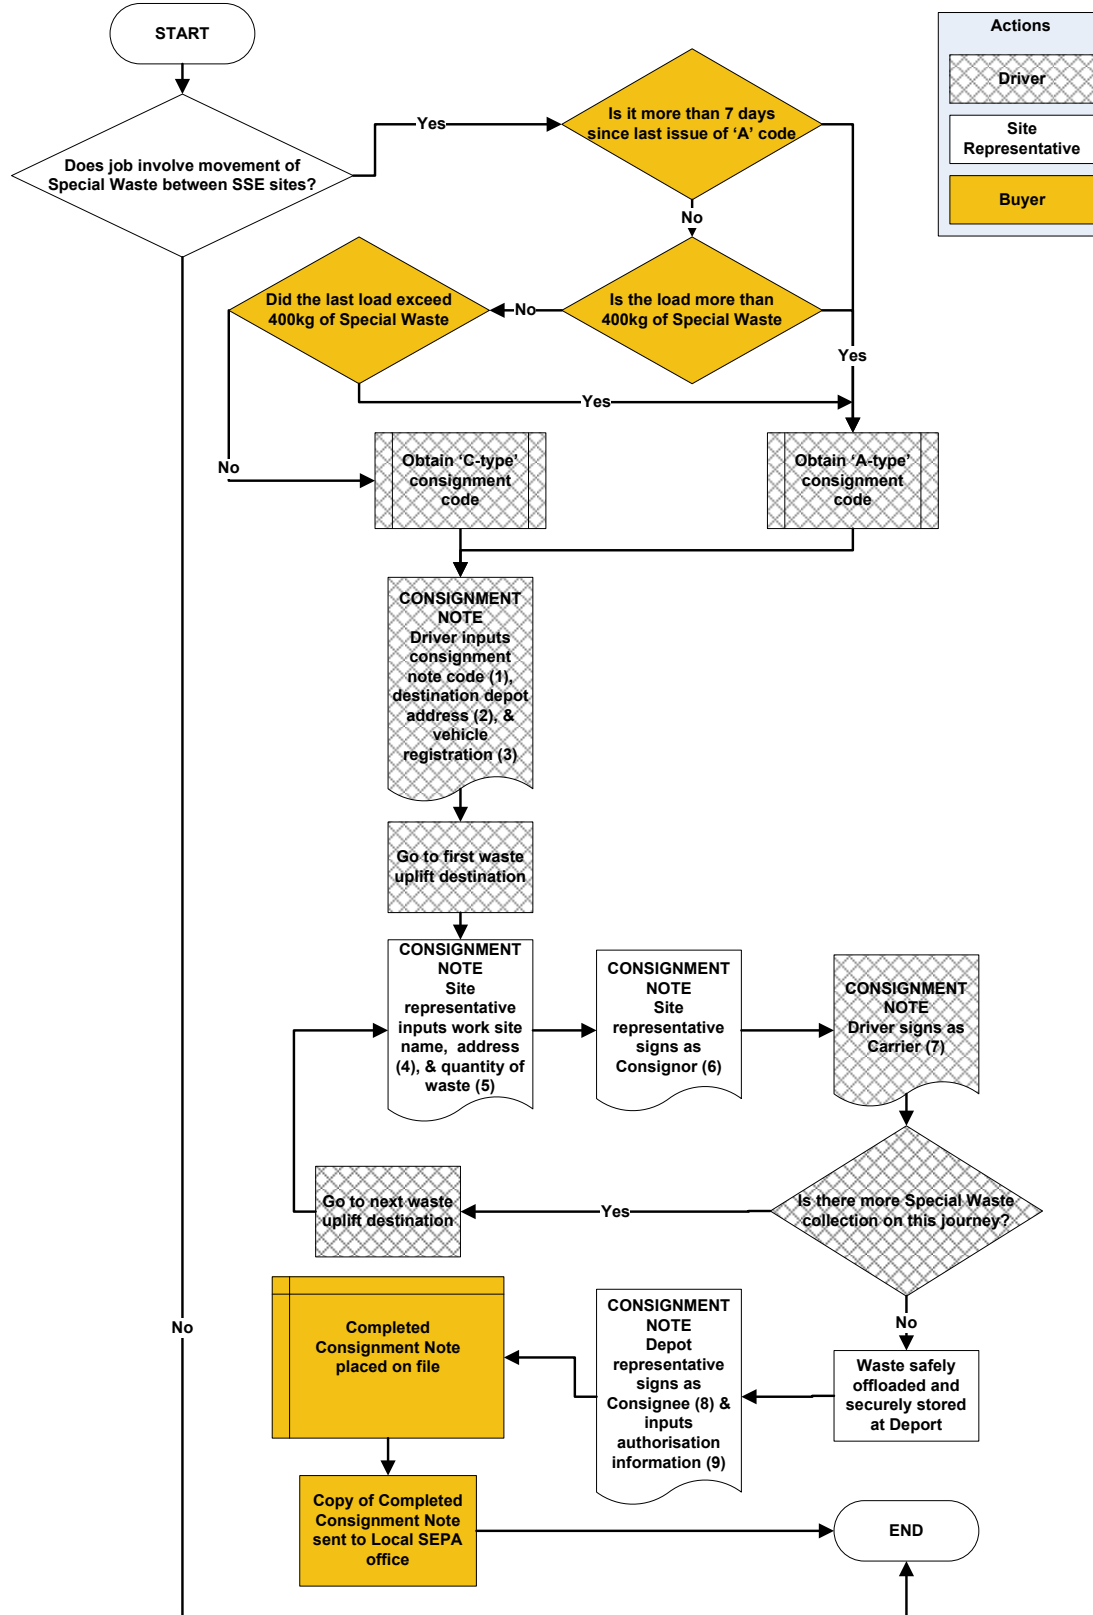 START
Actions
Driver
Site
Representative
Buyer
Does job involve movement of
Special Waste between SSE sites?
Yes
Is it more than 7 days
since last issue of ‘A’ code
No
Did the last load exceed
400kg of Special Waste
No
Is the load more than
400kg of Special Waste
Yes
Yes
No
Obtain ‘C-type’
consignment
code
Obtain ‘A-type’
consignment
code
CONSIGNMENT
NOTE
Driver inputs
consignment
note code (1),
destination depot
address (2), &
vehicle
registration (3)
Go to first waste
uplift destination
CONSIGNMENT
NOTE
Site
representative
inputs work site
name, address
(4), & quantity of
waste (5)
CONSIGNMENT
NOTE
Site
representative
signs as
Consignor (6)
CONSIGNMENT
NOTE
Driver signs as
Carrier (7)
Go to next waste
uplift destination
Yes
Is there more Special Waste
collection on this journey?
No
No
Completed
Consignment Note
placed on file
CONSIGNMENT
NOTE
Depot
representative
signs as
Consignee (8) &
inputs
authorisation
information (9)
Waste safely
offloaded and
securely stored
at Deport
Copy of Completed
Consignment Note
sent to Local SEPA
office
END